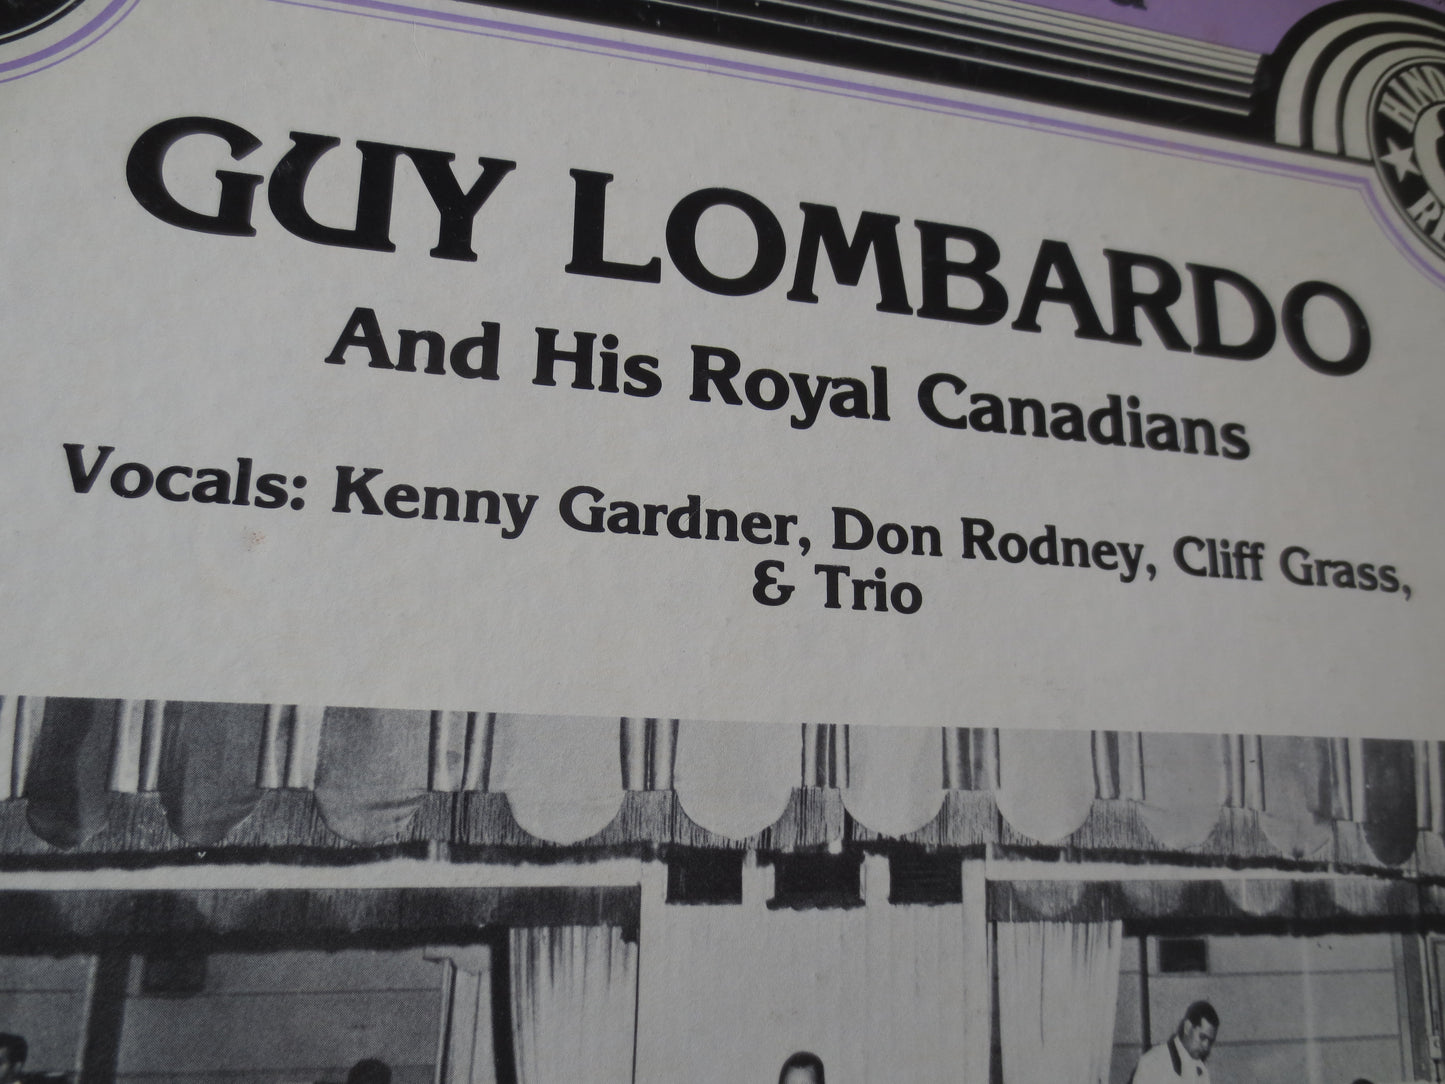 GUY LOMBARDO
And His Royal Canadians
Vocals: Kenny Gardner, Don Rodney, Cliff Grass,
& Trio